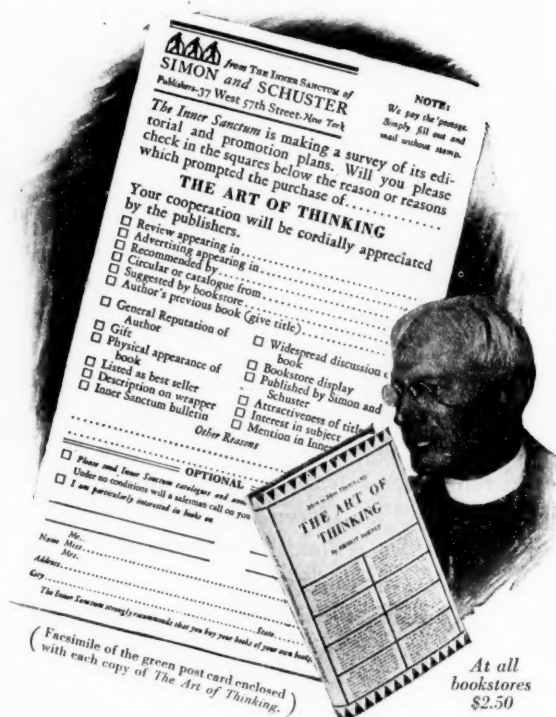 from THE INNER SANCTUM of
SIMON and SCHUSTER
Publishers-37 West 57th Street-New York
NOTE:
We pay the postage.
Simply fill out and
mail without stamp.
The Inner Sanctum is making a survey of its edi-
torial and promotion plans. Will you please
check in the squares below the reason or reasons
which prompted the purchase of..............
THE ART OF THINKING
Your cooperation will be cordially appreciated
by the publishers.
Review appearing in
Advertising appearing in
Recommended by
Circular or catalogue from
Suggested by bookstore
Author's previous book (give title)
General Reputation of
Author
Gift
Physical appearance of
book
Listed as best seller
Description on wrapper
Inner Sanctum bulletin
Widespread discussion
book
Bookstore display
Published by Simon and
Schuster
Attractiveness of title
Interest in subject
Mention in Inner
Other Reasons
OPTIONAL
Please send Inner Sanctum catalogues and
Under no conditions will a salesman call on you
I am particularly interested in books on
Mr.
Name Miss
Mrs.
Address
City
State
The Inner Sanctum strongly recommends that you buy your books of your own
THE ART OF
THINKING
By ERNEST DIMNET
(Facsimile of the green post card enclosed
with each copy of The Art of Thinking.)
At all
bookstores
$2.50